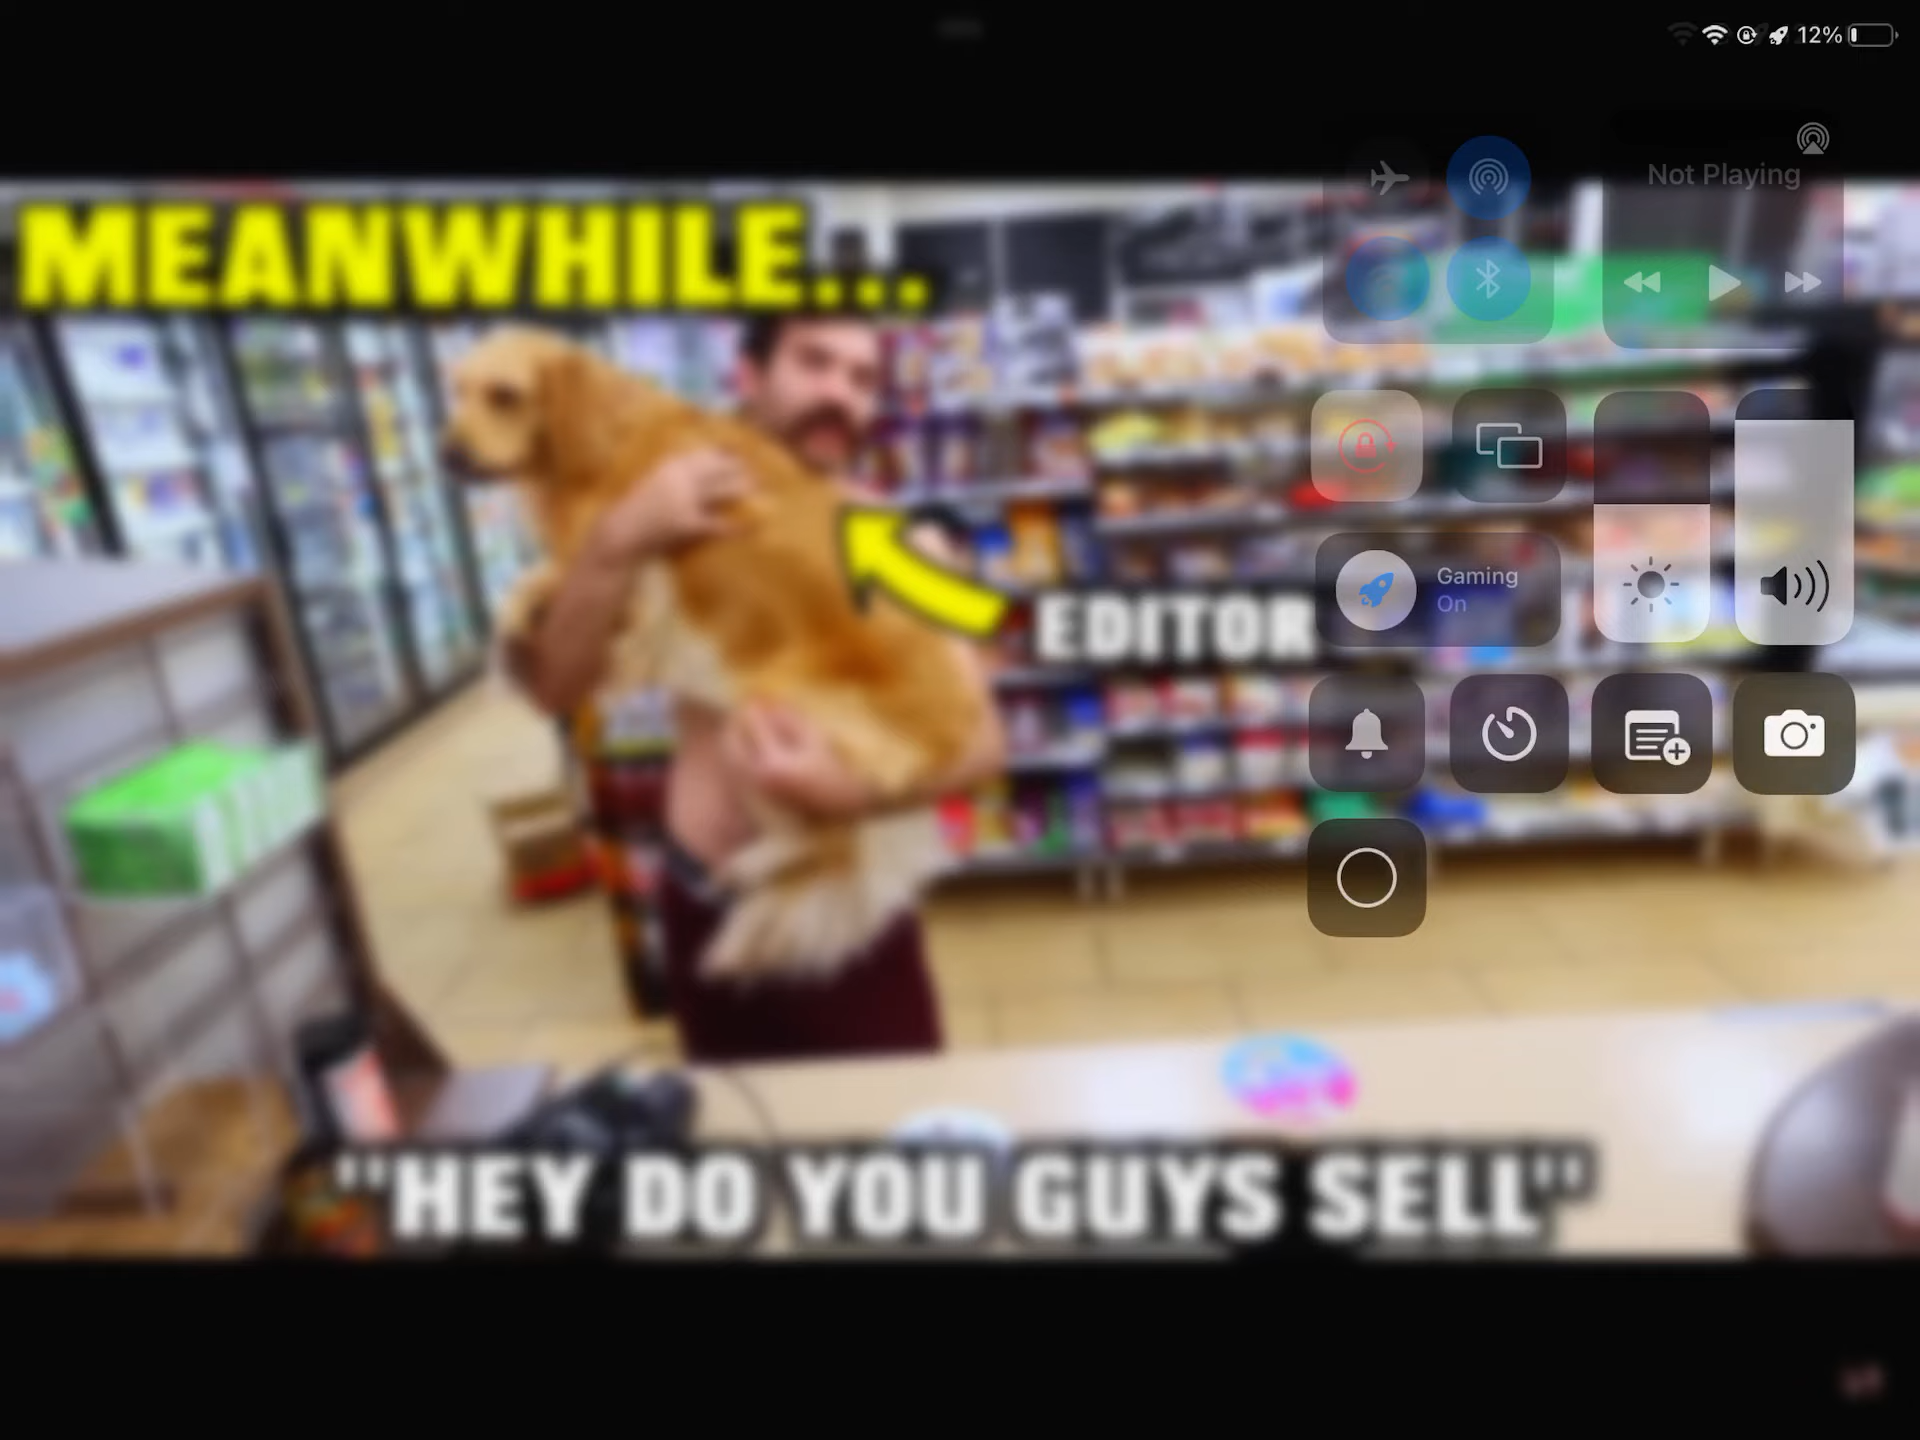 12%
Not Playing
MEANWHILE...
Gaming
On
EDITOR
"HEY DO YOU GUYS SELL"